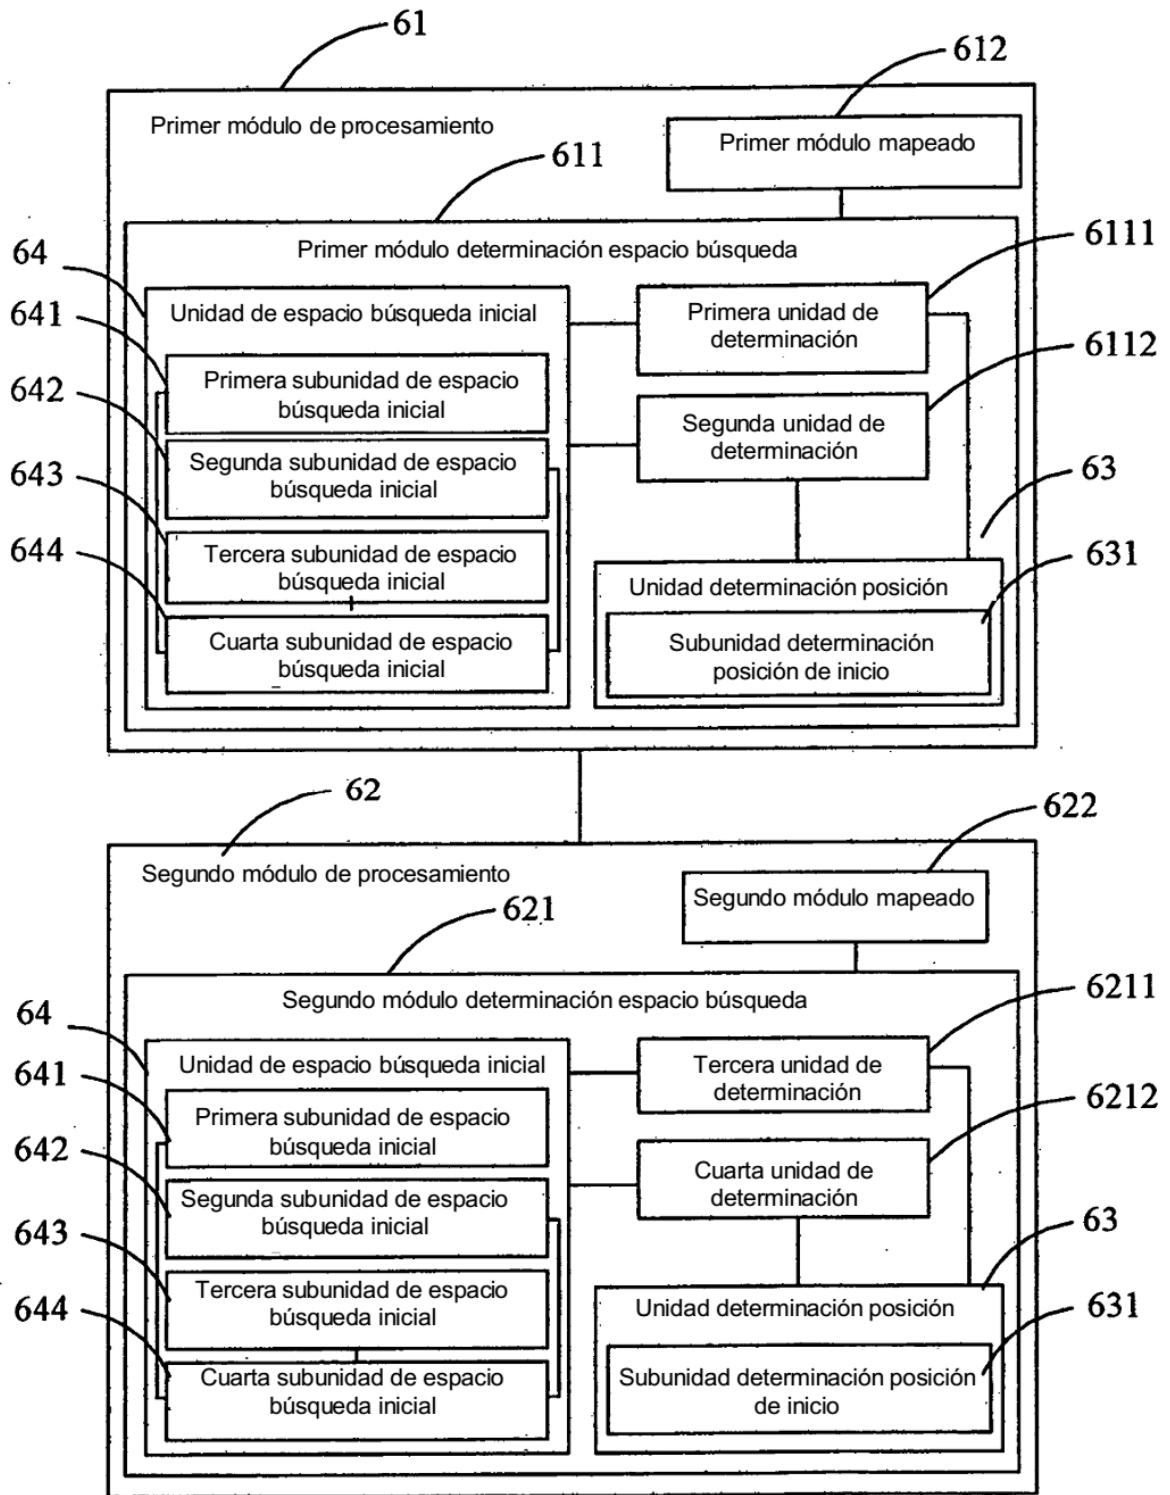 61
612
Primer módulo de procesamiento
Primer módulo mapeado
611
Primer módulo determinación espacio búsqueda
6111
64
Unidad de espacio búsqueda inicial
Primera unidad de
determinación
641
Primera subunidad de espacio
búsqueda inicial
6112
642
Segunda unidad de
determinación
Segunda subunidad de espacio
búsqueda inicial
643
63
644
Tercera subunidad de espacio
búsqueda inicial
631
Unidad determinación posición
Cuarta subunidad de espacio
búsqueda inicial
Subunidad determinación
posición de inicio
62
622
Segundo módulo de procesamiento
Segundo módulo mapeado
621
Segundo módulo determinación espacio búsqueda
6211
64
Unidad de espacio búsqueda inicial
Tercera unidad de
determinación
641
Primera subunidad de espacio
búsqueda inicial
6212
642
Cuarta unidad de
determinación
Segunda subunidad de espacio
búsqueda inicial
643
63
Tercera subunidad de espacio
búsqueda inicial
644
Unidad determinación posición
631
Cuarta subunidad de espacio
búsqueda inicial
Subunidad determinación posición
de inicio